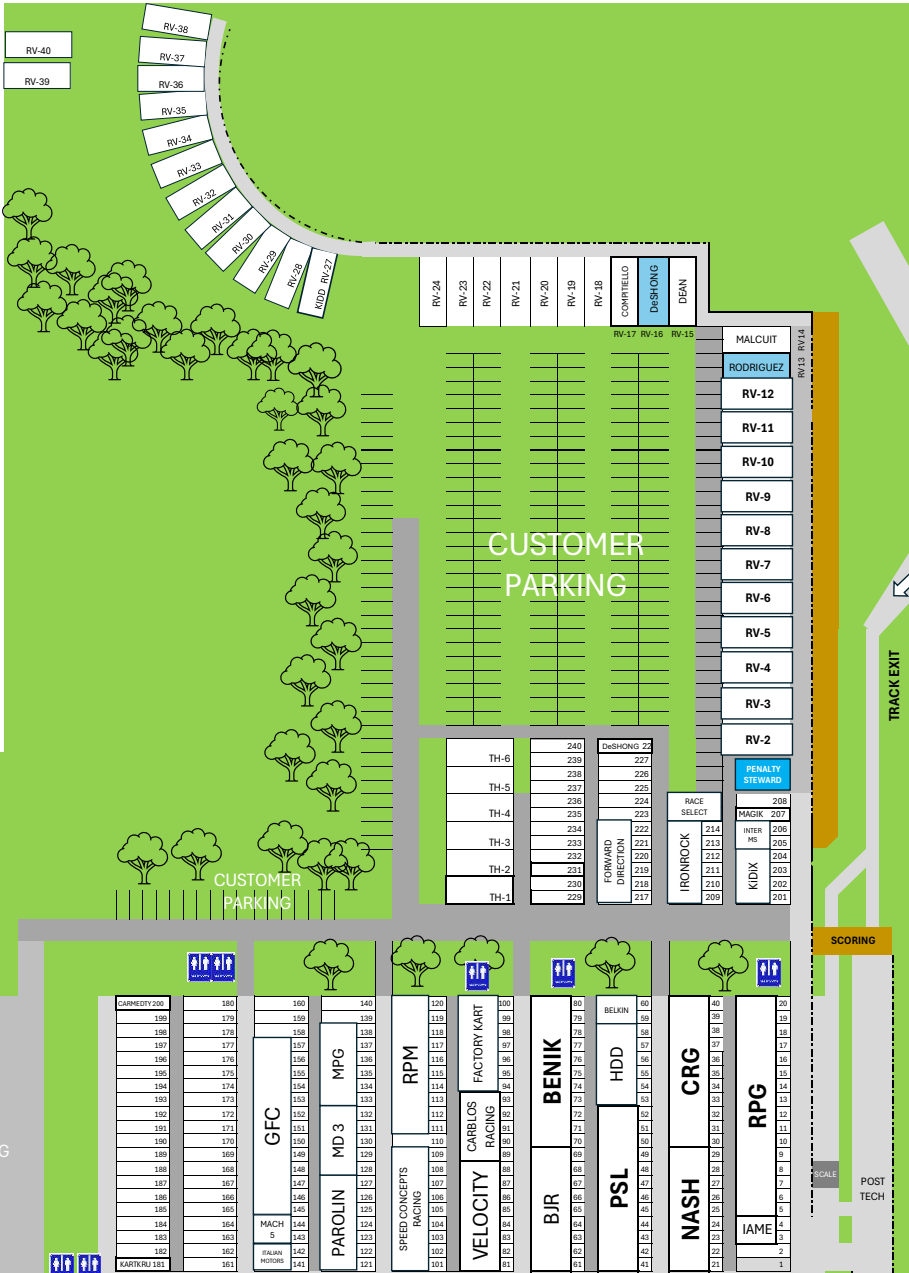 RV-38
RV-37
RV-36
RV-35
RV-34
RV-33
RV-32
RV-31
RV-30
RV-29
RV-28
KIDD RV-27
RV-40
RV-39
RV-24
RV-23
RV-22
RV-21
RV-20
RV-19
RV-18
COMPITIELLO
DeSHONG
DEAN
RV-17 RV-16 RV-15
MALCUIT
RV14
RODRIGUEZ
RV13
RV-12
RV-11
RV-10
RV-9
RV-8
RV-7
RV-6
RV-5
RV-4
RV-3
RV-2
PENALTY
STEWARD
CUSTOMER
PARKING
TRACK EXIT
TH-6
TH-5
TH-4
TH-3
TH-2
TH-1
240
239
238
237
236
235
234
233
232
231
230
229
DeSHONG 22
227
226
225
224
223
222
221
220
219
218
217
FORWARD
DIRECTION
RACE
SELECT
IRONROCK
214
213
212
211
210
209
208
MAGIK 207
INTER
MS
206
205
KiDiX
204
203
202
201
CUSTOMER
PARKING
SCORING
CARMEDTY 200
199
198
197
196
195
194
193
192
191
190
189
188
187
186
185
184
183
182
KARTKRU 181
180
179
178
177
176
175
174
173
172
171
170
169
168
167
166
165
164
163
162
161
GFC
MACH
5
ITALIAN
MOTORS
160
159
158
157
156
155
154
153
152
151
150
149
148
147
146
145
144
143
142
141
MPG
MD 3
PAROLIN
140
139
138
137
136
135
134
133
132
131
130
129
128
127
126
125
124
123
122
121
RPM
SPEED CONCEPTS
RACING
120
119
118
117
116
115
114
113
112
111
110
109
108
107
106
105
104
103
102
101
FACTORY KART
CARBLOS
RACING
VELOCITY
100
99
98
97
96
95
94
93
92
91
90
89
88
87
86
85
84
83
82
81
BENIK
BJR
80
79
78
77
76
75
74
73
72
71
70
69
68
67
66
65
64
63
62
61
BELKIN
HDD
PSL
60
59
58
57
56
55
54
53
52
51
50
49
48
47
46
45
44
43
42
41
CRG
NASH
40
39
38
37
36
35
34
33
32
31
30
29
28
27
26
25
24
23
22
21
RPG
IAME
20
19
18
17
16
15
14
13
12
11
10
9
8
7
6
5
4
3
2
1
SCALE
POST
TECH
G